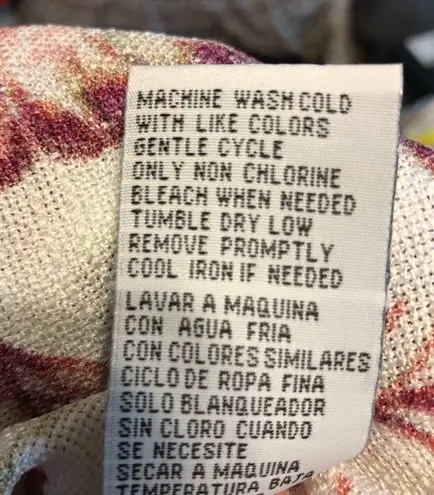 MACHINE WASH COLD
WITH LIKE COLORS
GENTLE CYCLE
ONLY NON CHLORINE
BLEACH WHEN NEEDED
TUMBLE DRY LOW
REMOVE PROMPTLY
COOL IRON IF NEEDED
LAVAR A MAQUINA
CON AGUA FRIA
CON COLORES SIMILARES
CICLO DE ROPA FINA
SOLO BLANQUEADOR
SIN CLORO CUANDO
SE NECESITE
SECAR A MAQUINA
TEMPERATURA BAJA